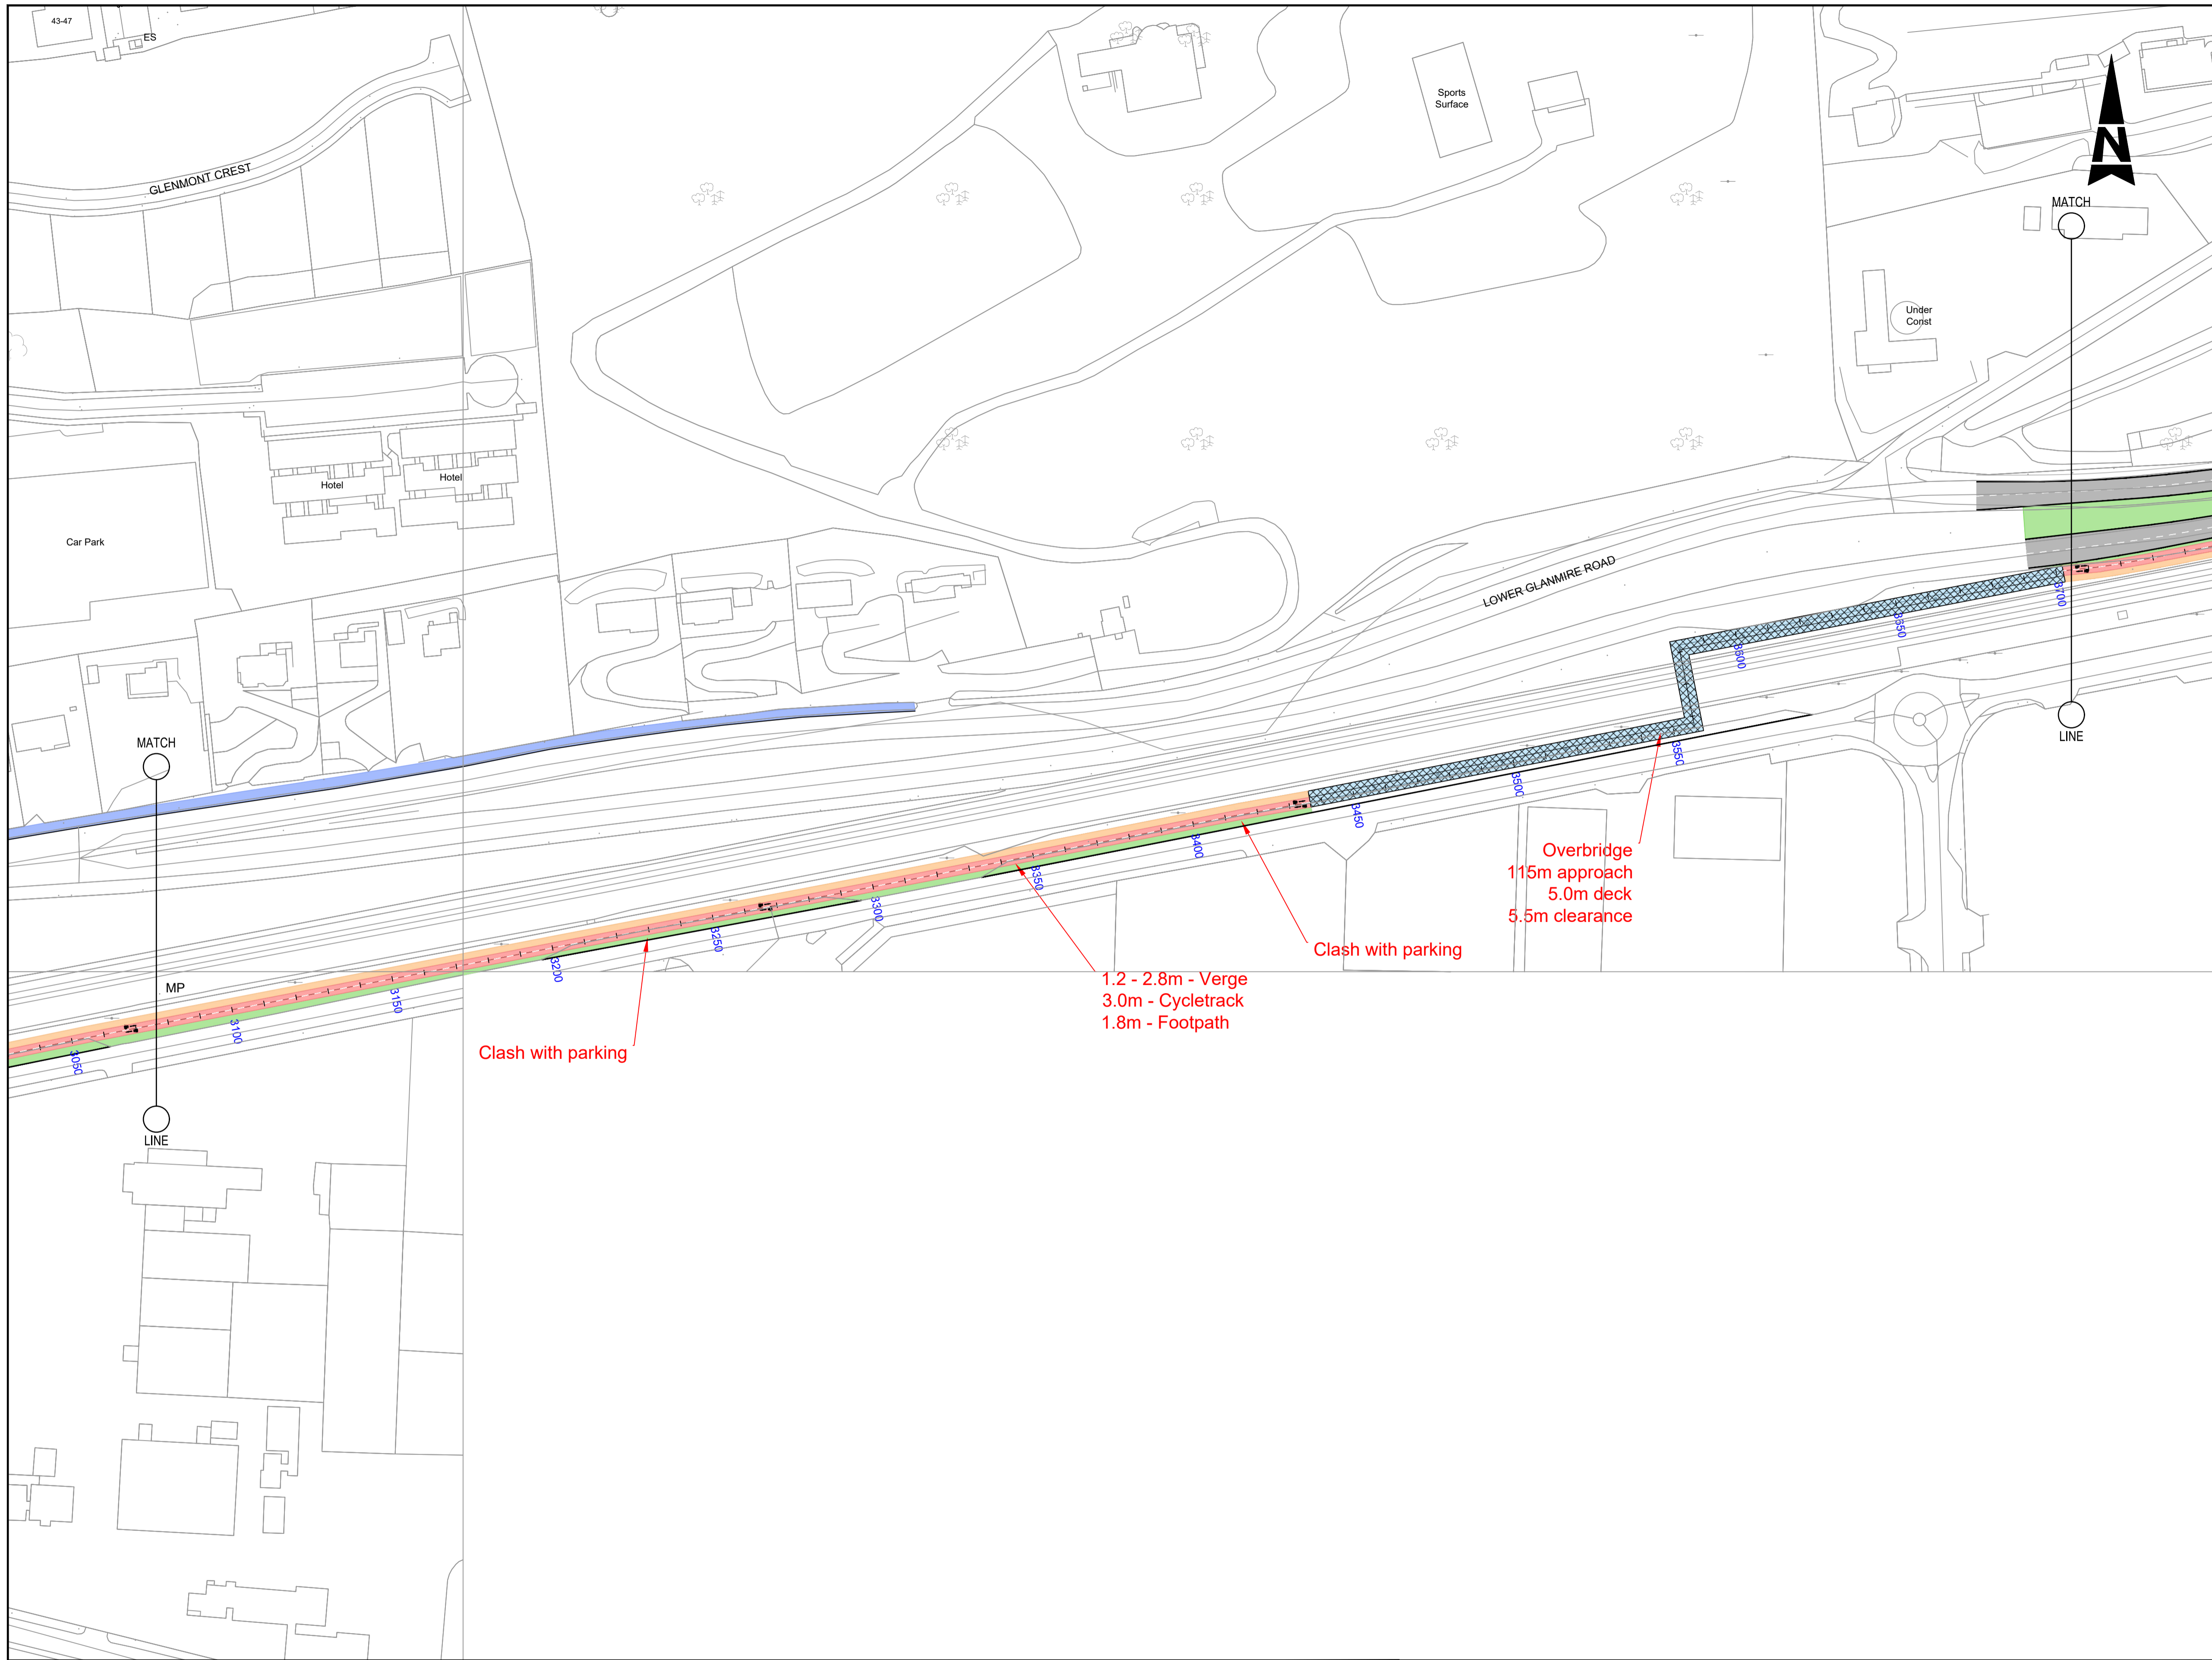 43-47
ES
GLENMONT CREST
Sports
Surface
N
MATCH
Under
Const
Hotel
Hotel
Car Park
LOWER GLANMIRE ROAD
MATCH
LINE
3700
3650
3600
3550
3500
3450
3400
3350
3300
3250
3200
3150
3100
3050
Overbridge
115m approach
5.0m deck
5.5m clearance
Clash with parking
1.2 - 2.8m - Verge
3.0m - Cycletrack
1.8m - Footpath
MP
Clash with parking
LINE